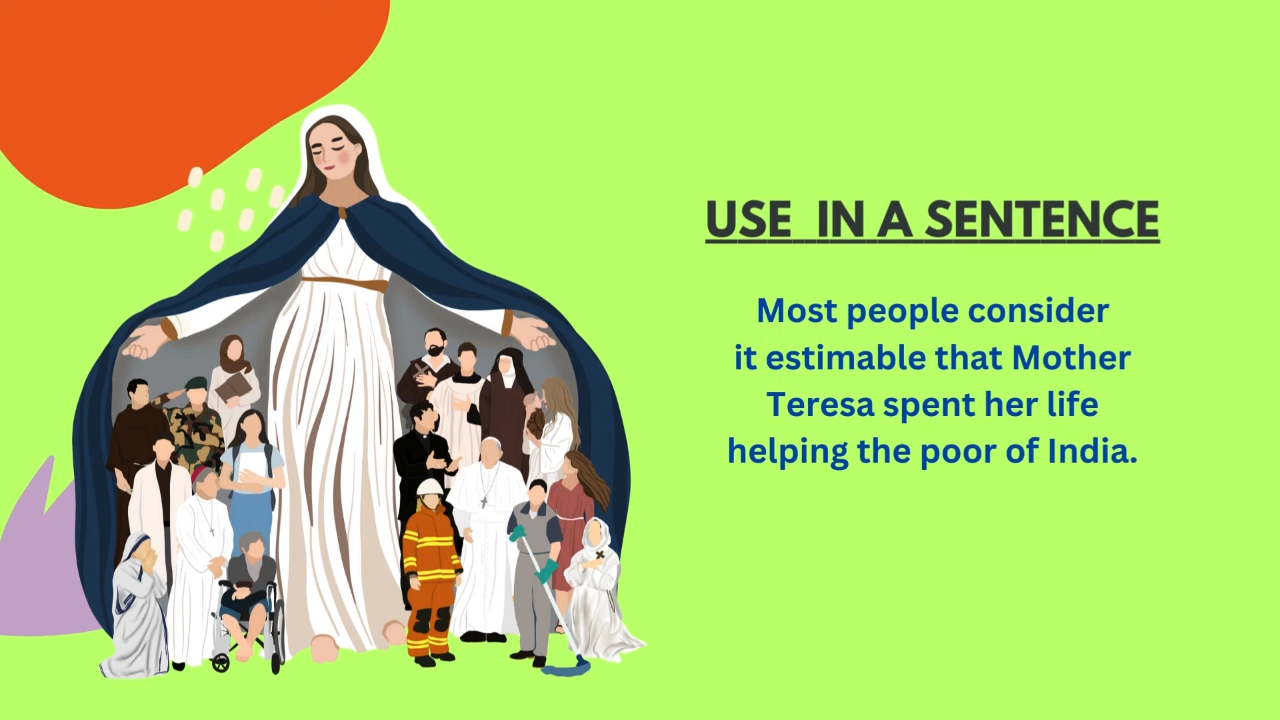 USE IN A SENTENCE
Most people consider
it estimable that Mother
Teresa spent her life
helping the poor of India.